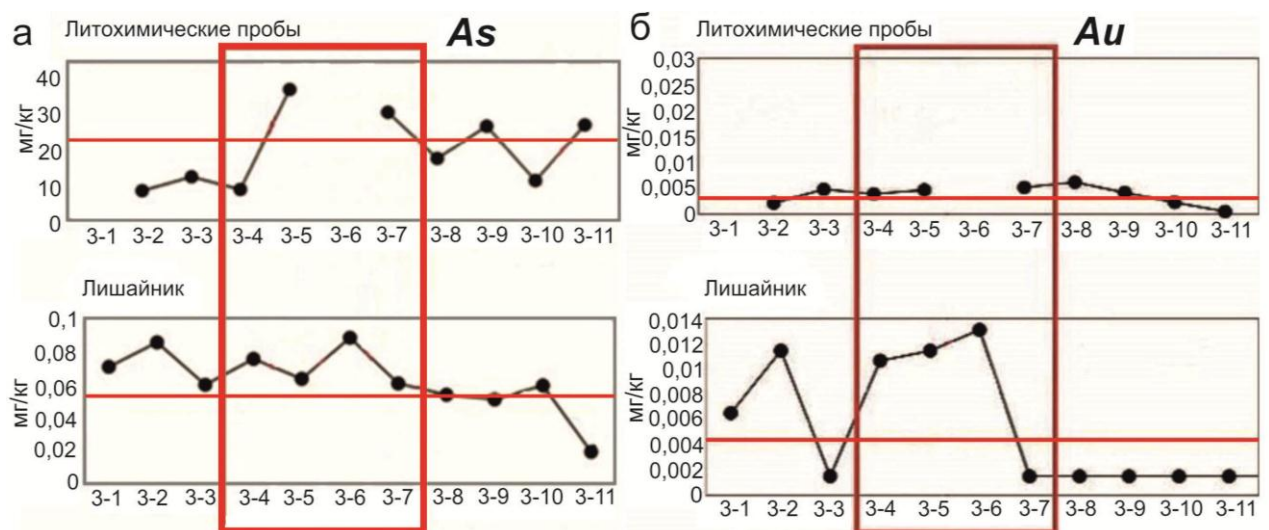 а Литохимические пробы As
мг/кг
40
30
20
10
0
3-1 3-2 3-3 3-4 3-5 3-6 3-7 3-8 3-9 3-10 3-11
Лишайник
мг/кг
0,1
0,08
0,06
0,04
0,02
0
3-1 3-2 3-3 3-4 3-5 3-6 3-7 3-8 3-9 3-10 3-11
б Литохимические пробы Au
мг/кг
0,03
0,025
0,02
0,015
0,01
0,005
0
3-1 3-2 3-3 3-4 3-5 3-6 3-7 3-8 3-9 3-10 3-11
Лишайник
мг/кг
0,014
0,012
0,01
0,008
0,006
0,004
0,002
0
3-1 3-2 3-3 3-4 3-5 3-6 3-7 3-8 3-9 3-10 3-11